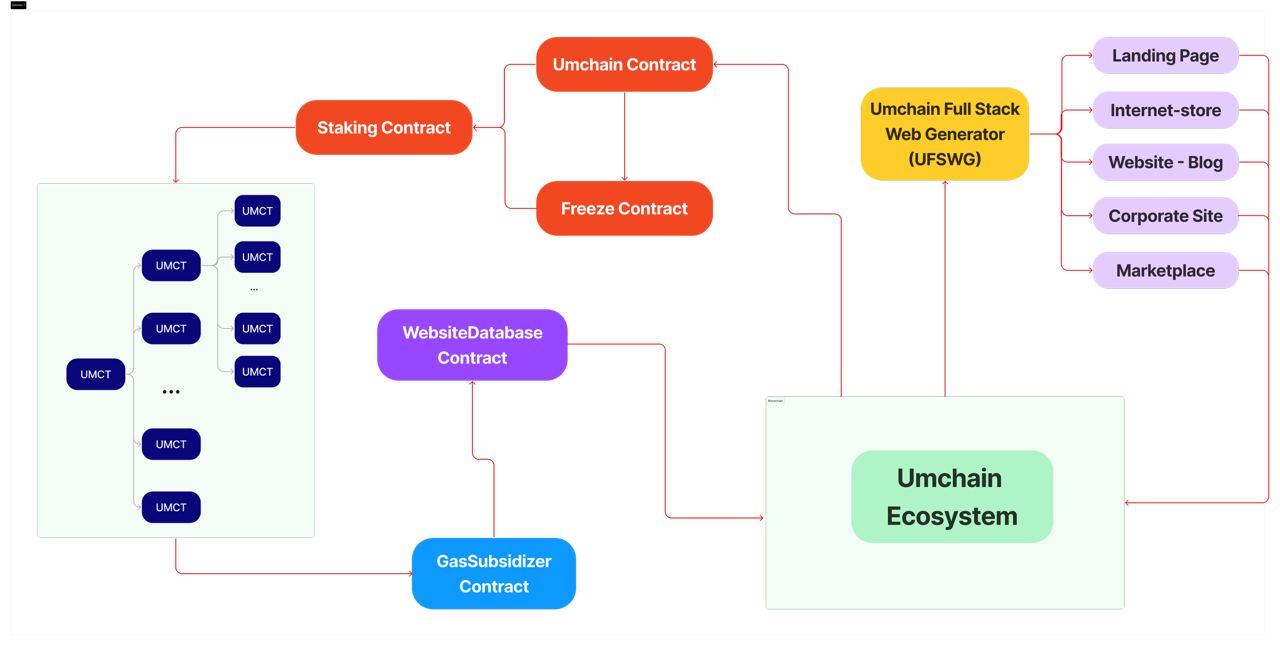 Umchain Contract
Staking Contract
Freeze Contract
Umchain Full Stack
Web Generator
(UFSWG)
Landing Page
Internet-store
Website - Blog
Corporate Site
Marketplace
UMCT
UMCT
UMCT
UMCT
...
UMCT
UMCT
UMCT
UMCT
...
UMCT
UMCT
WebsiteDatabase
Contract
GasSubsidizer
Contract
Umchain
Ecosystem